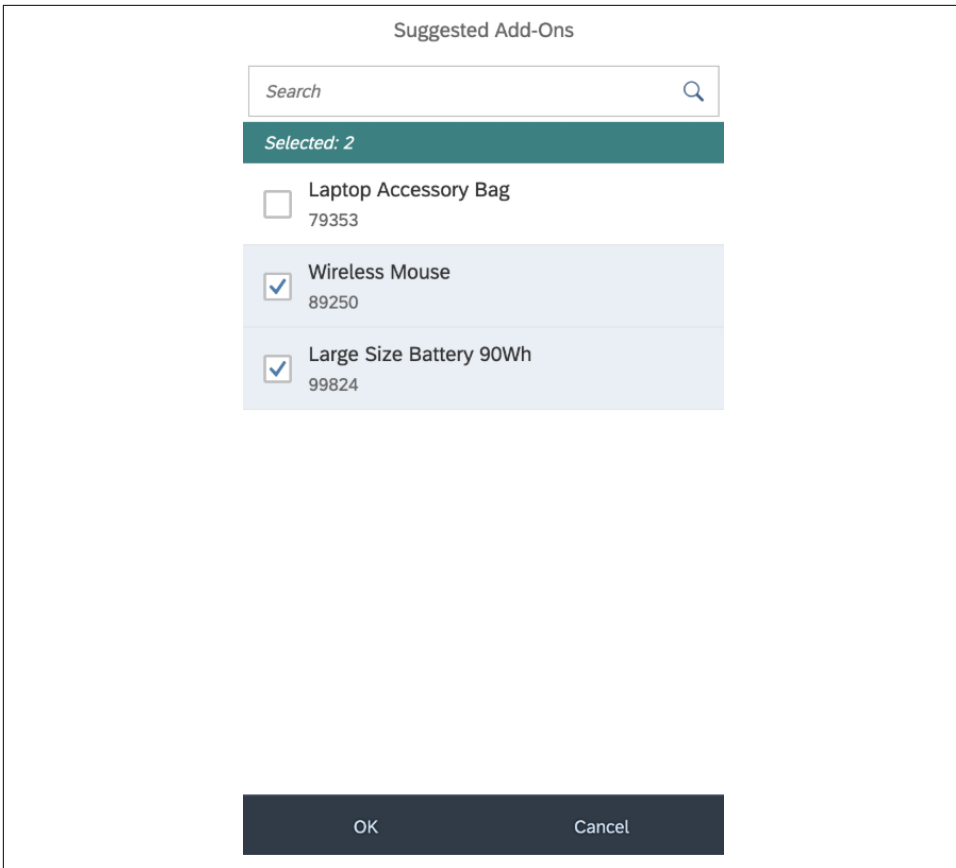 Suggested Add-Ons
Search
Selected: 2
Laptop Accessory Bag
79353
Wireless Mouse
89250
Large Size Battery 90Wh
99824
OK Cancel